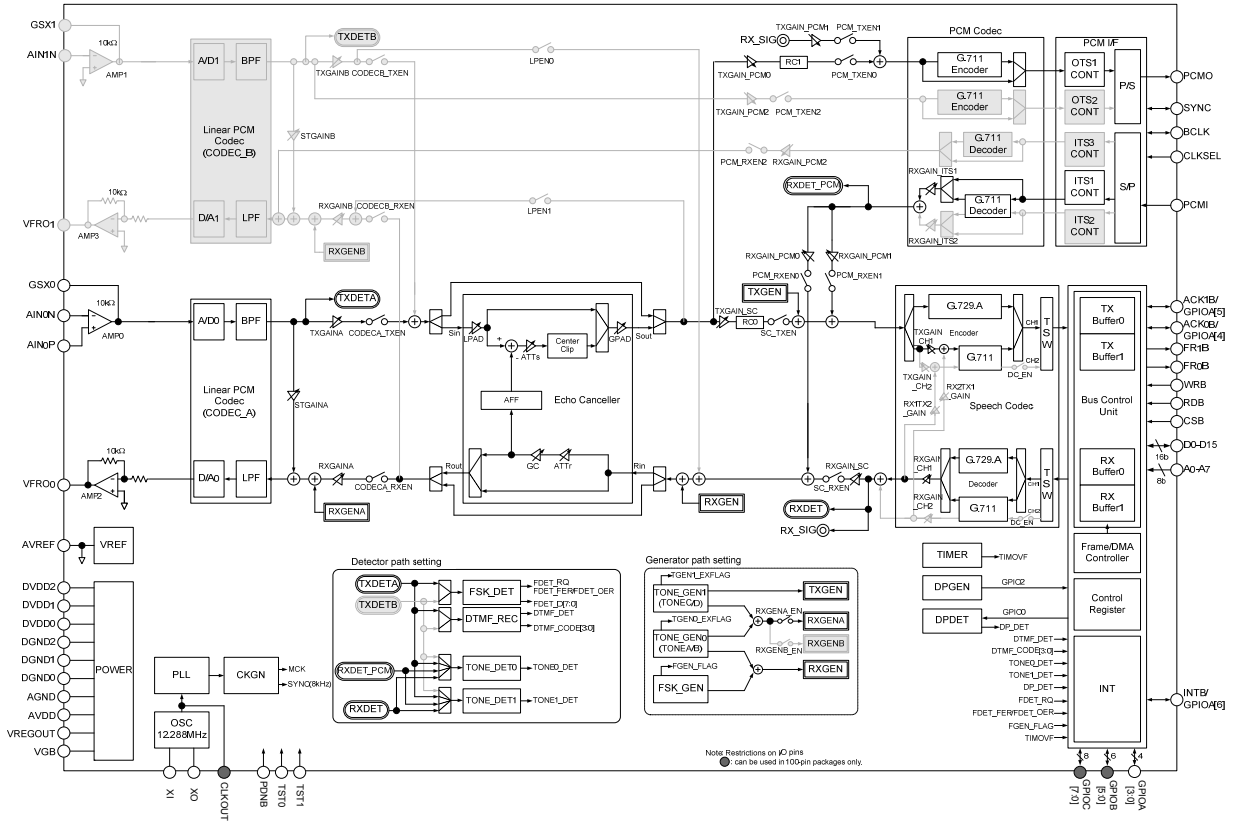 GSX1
AIN1N
10kΩ
AMP1
A/D1
BPF
Linear PCM
Codec
(CODEC_B)
D/A1
LPF
TXDETB
TXGAINB
CODECB_TXEN
STGAINB
LPEN0
RXGAINB
CODECB_RXEN
RXGENB
LPEN1
10kΩ
VFRO1
AMP3
TXGAIN_PCM1
PCM_TXEN1
RX_SIG
TXGAIN_PCM0
RC1
PCM_TXEN0
TXGAIN_PCM2
PCM_TXEN2
PCM_RXEN2
RXGAIN_PCM2
PCM Codec
G.711
Encoder
G.711
Encoder
G.711
Decoder
RXGAIN_ITS1
G.711
Decoder
RXGAIN_ITS2
PCM I/F
OTS1
CONT
OTS2
CONT
P/S
ITS3
CONT
ITS1
CONT
ITS2
CONT
S/P
PCMO
SYNC
BCLK
CLKSEL
PCMI
RXDET_PCM
RXGAIN_PCM0
RXGAIN_PCM1
PCM_RXEN0
PCM_RXEN1
GSX0
AIN0N
AIN0P
10kΩ
AMP0
A/D0
BPF
Linear PCM
Codec
(CODEC_A)
D/A0
LPF
TXDETA
TXGAINA
CODECA_TXEN
STGAINA
RXGAINA
CODECA_RXEN
RXGENA
10kΩ
VFRO0
AMP2
Sin
LPAD
+
-
ATTs
Center
Clip
GPAD
Sout
AFF
Echo Canceller
GC
ATTr
Rout
Rin
TXGEN
TXGAIN_SC
RC0
SC_TXEN
RXGEN
RXGAIN_SC
SC_RXEN
RXDET
RX_SIG
G.729.A
Encoder
TXGAIN
_CH1
G.711
TXGAIN
_CH2
CH1
CH2
DC_EN
T
S
W
RX1TX2
_GAIN
RX2TX1
_GAIN
Speech Codec
RXGAIN
_CH1
G.729.A
Decoder
RXGAIN
_CH2
G.711
CH1
CH2
DC_EN
T
S
W
TX
Buffer0
TX
Buffer1
Bus Control
Unit
RX
Buffer0
RX
Buffer1
Frame/DMA
Controller
Control
Register
INT
ACK1B/
GPIOA[5]
ACK0B/
GPIOA[4]
FR1B
FR0B
WRB
RDB
CSB
D0-D15
16b
A0-A7
8b
INTB/
GPIOA[6]
TIMER
TIMOVF
DPGEN
GPIO2
DPDET
GPIO0
DP_DET
DTMF_DET
DTMF_CODE[3:0]
TONE0_DET
TONE1_DET
DP_DET
FDET_RQ
FDET_FER/FDET_OER
FGEN_FLAG
TIMOVF
AVREF
VREF
DVDD2
DVDD1
DVDD0
DGND2
DGND1
DGND0
AGND
AVDD
VREGOUT
VGB
POWER
PLL
CKGN
MCK
SYNC(8kHz)
OSC
12.288MHz
XI
XO
CLKOUT
PDNB
TST0
TST1
Detector path setting
TXDETA
TXDETB
RXDET_PCM
RXDET
FSK_DET
FDET_RQ
FDET_FER/FDET_OER
FDET_D[7:0]
DTMF_REC
DTMF_DET
DTMF_CODE[3:0]
TONE_DET0
TONE0_DET
TONE_DET1
TONE1_DET
Generator path setting
TGEN1_EXFLAG
TONE_GEN1
(TONEC/D)
TGEN0_EXFLAG
TONE_GEN0
(TONEA/B)
FGEN_FLAG
FSK_GEN
TXGEN
RXGENA_EN
RXGENA
RXGENB_EN
RXGENB
RXGEN
Note: Restrictions on I/O pins
: can be used in 100-pin packages only.
8
6
4
GPIOC
[7:0]
GPIOB
[5:0]
GPIOA
[3:0]